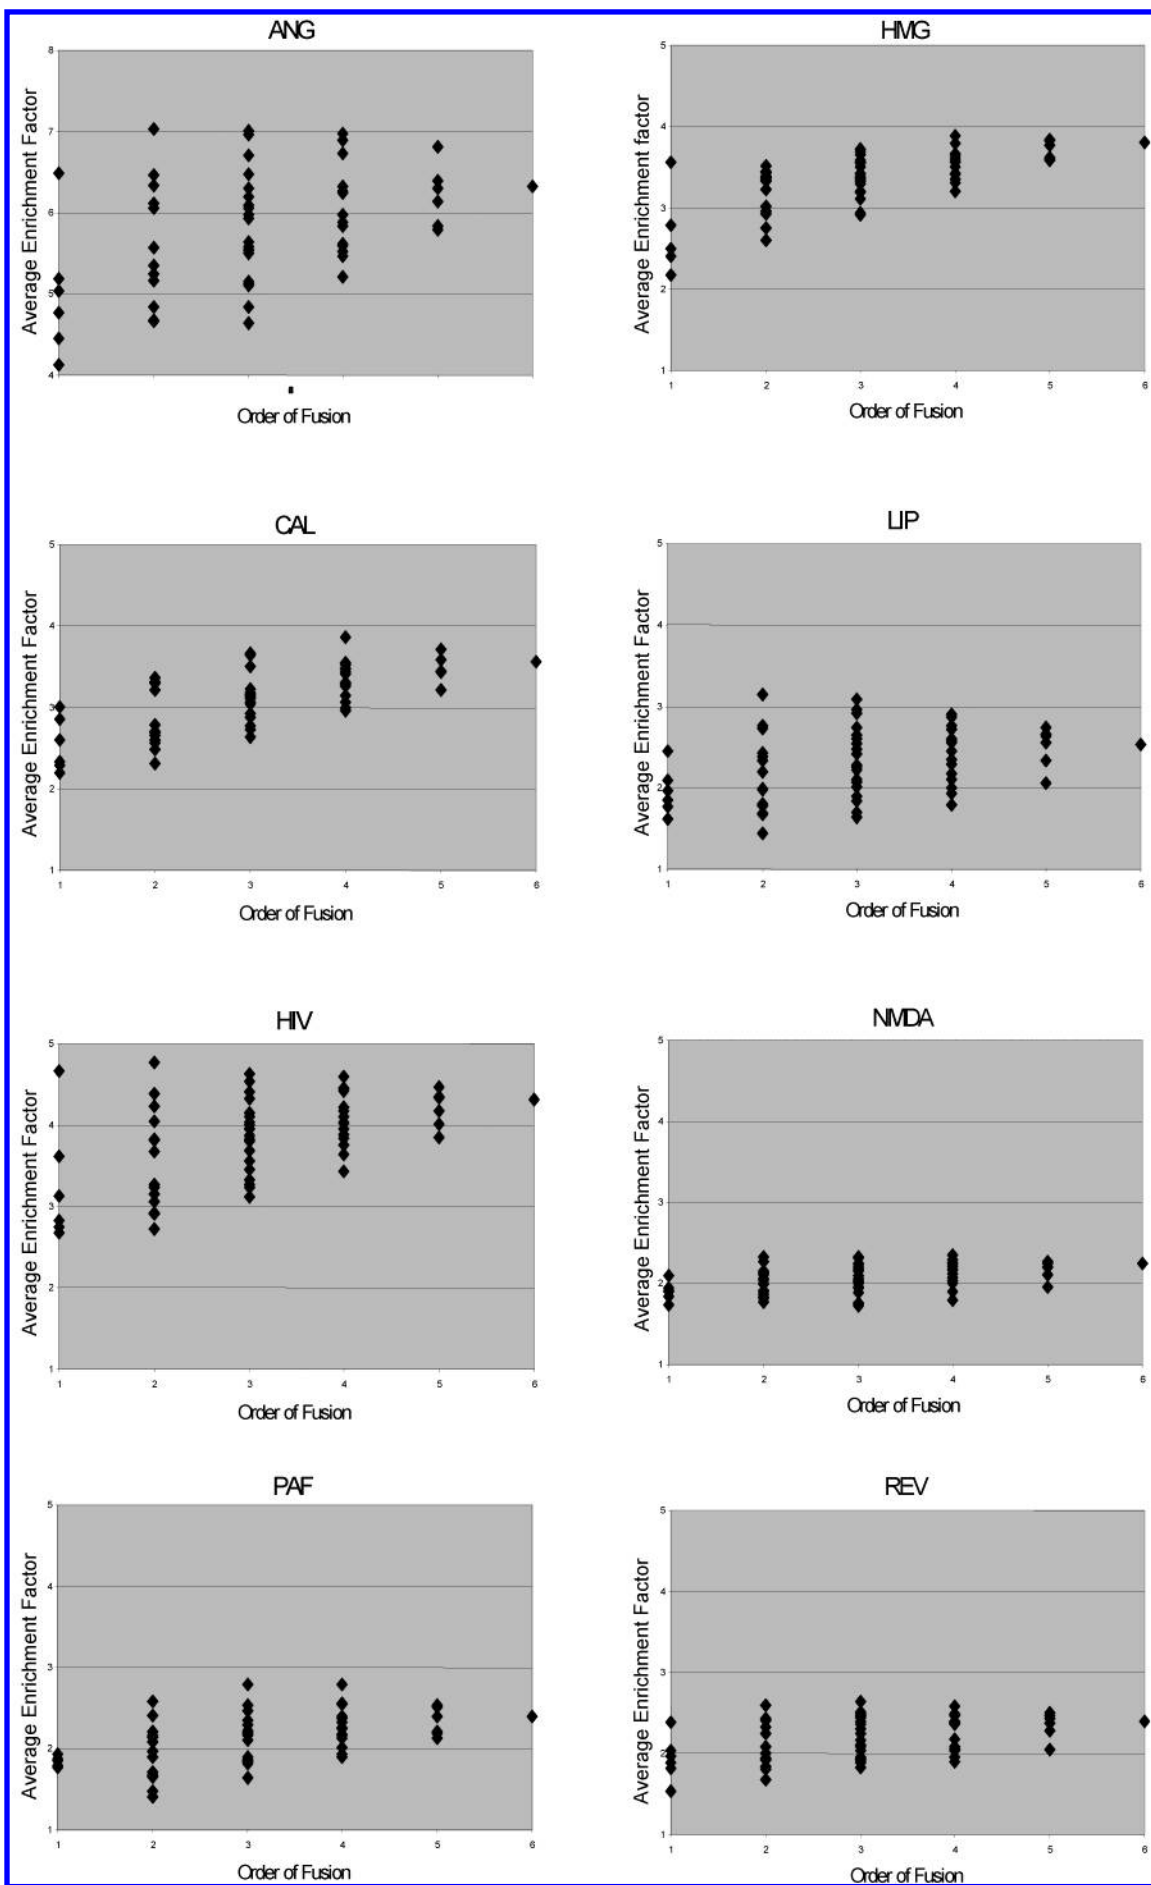 ANG
8
7
6
5
4
Average Enrichment Factor
Order of Fusion
HMG
5
4
3
2
1
Average Enrichment factor
1 2 3 4 5 6
Order of Fusion
CAL
5
4
3
2
1
Average Enrichment Factor
1 2 3 4 5 6
Order of Fusion
LIP
5
4
3
2
1
Average Enrichment Factor
1 2 3 4 5 6
Order of Fusion
HIV
5
4
3
2
1
Average Enrichment Factor
1 2 3 4 5 6
Order of Fusion
NMDA
5
4
3
2
1
Average Enrichment Factor
1 2 3 4 5 6
Order of Fusion
PAF
5
4
3
2
1
Average Enrichment Factor
1 2 3 4 5 6
Order of Fusion
REV
5
4
3
2
1
Average Enrichment Factor
1 2 3 4 5 6
Order of Fusion